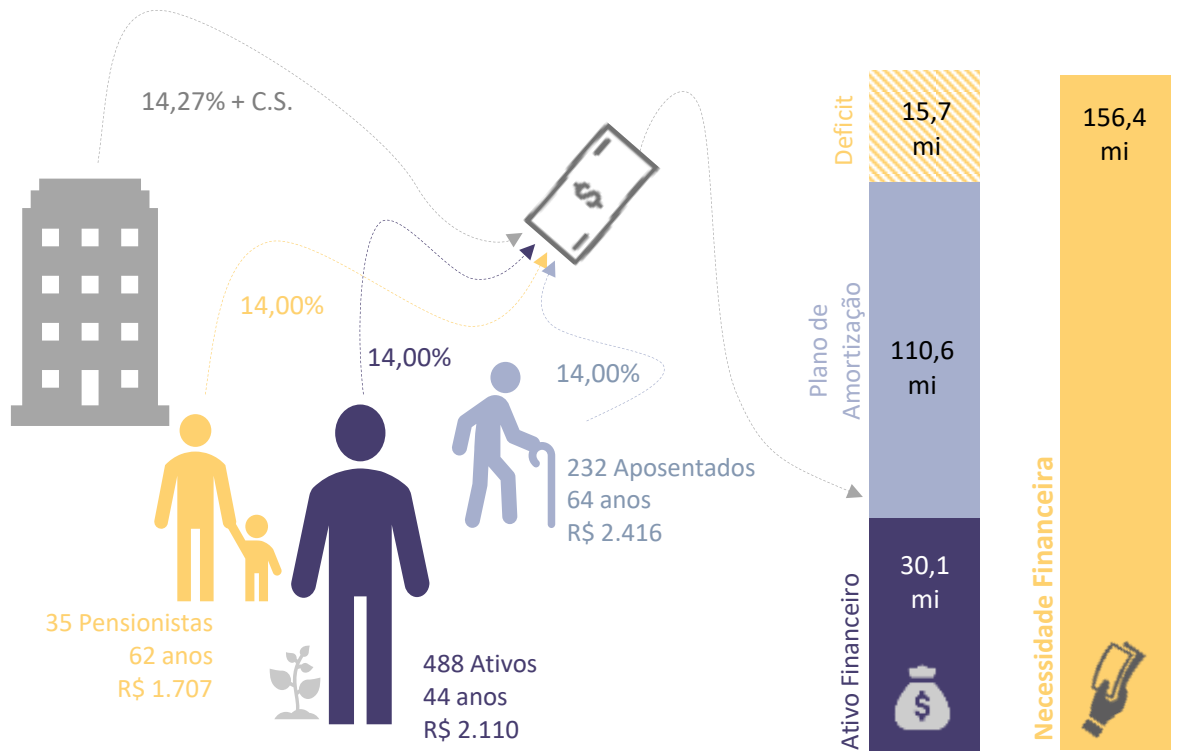 14,27% + C.S.
14,00%
14,00%
14,00%
35 Pensionistas
62 anos
R$ 1.707
488 Ativos
44 anos
R$ 2.110
232 Aposentados
64 anos
R$ 2.416
$
Deficit
15,7
mi
Plano de
Amortização
110,6
mi
Ativo Financeiro
30,1
mi
$
Necessidade Financeira
156,4
mi